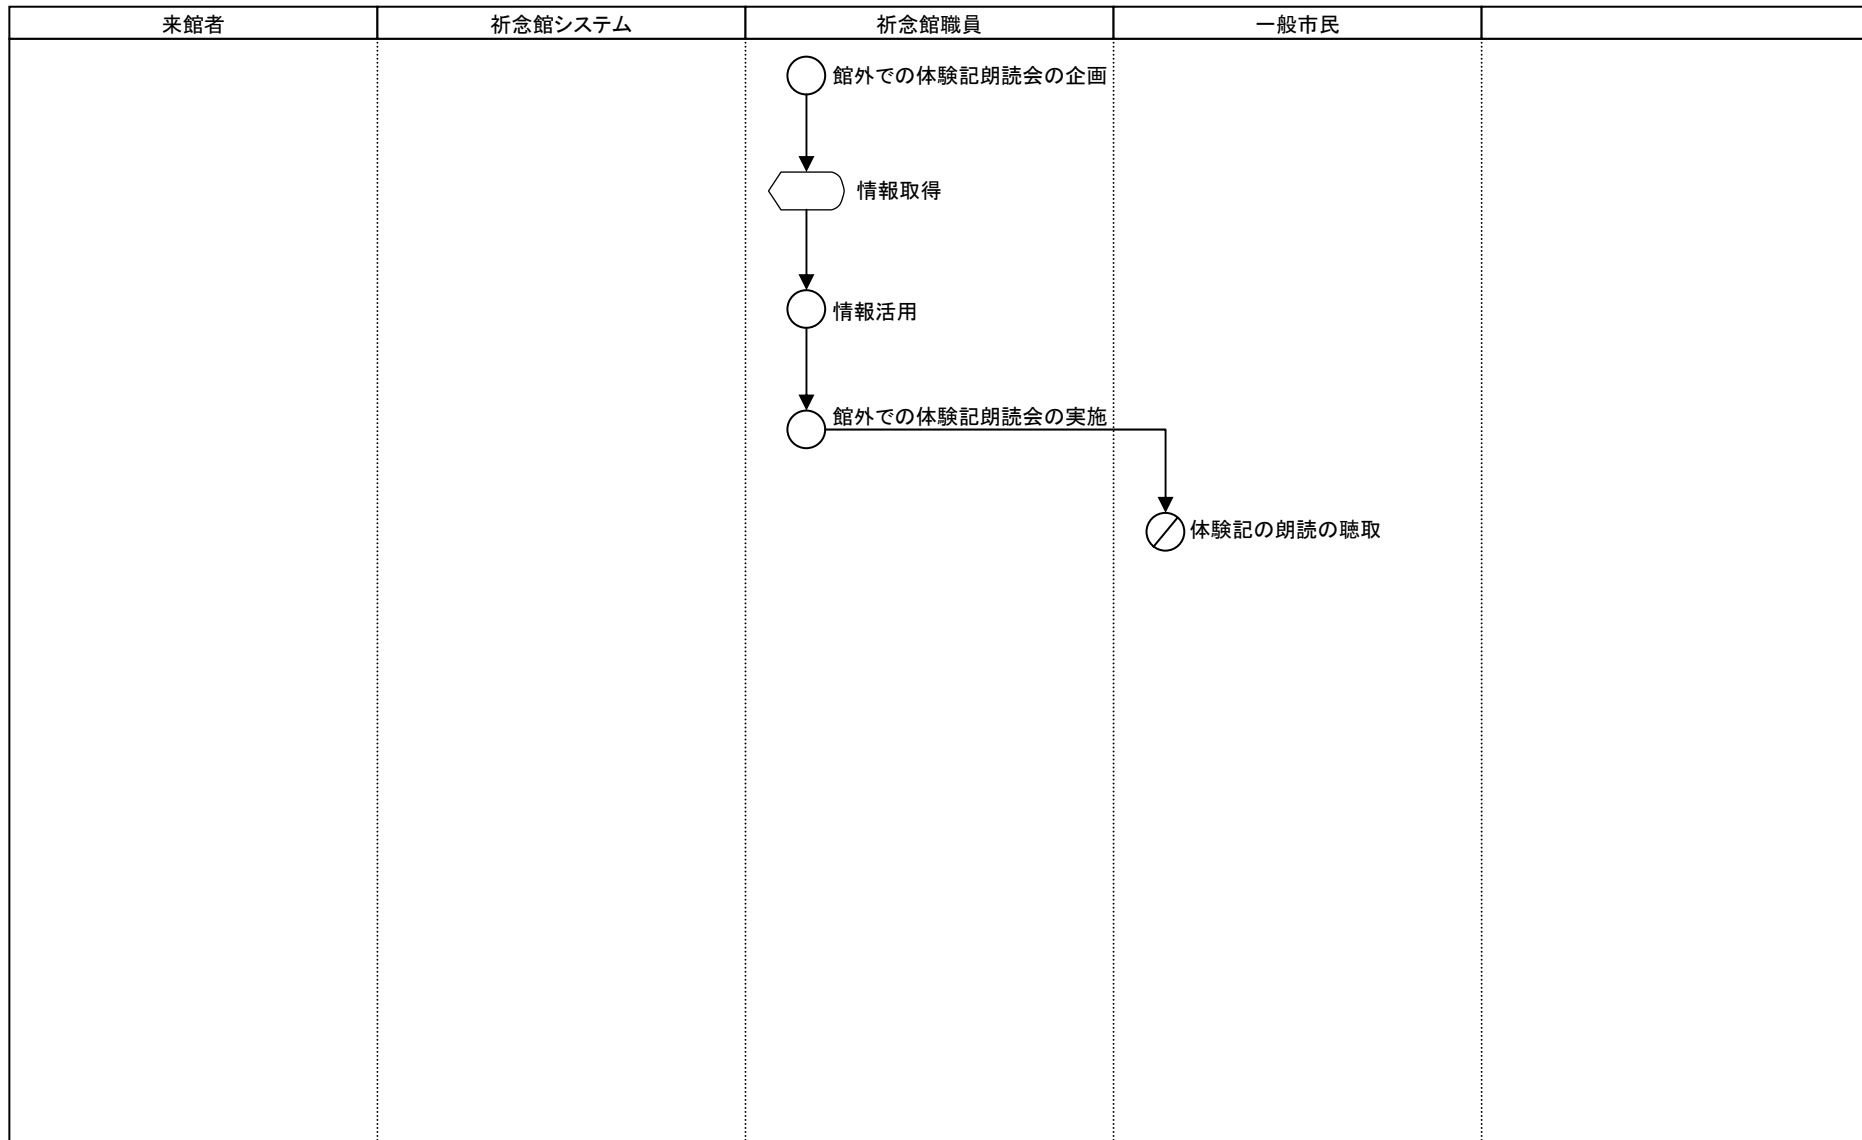 来館者
祈念館システム
祈念館職員
一般市民
館外での体験記朗読会の企画
情報取得
情報活用
館外での体験記朗読会の実施
体験記の朗読の聴取